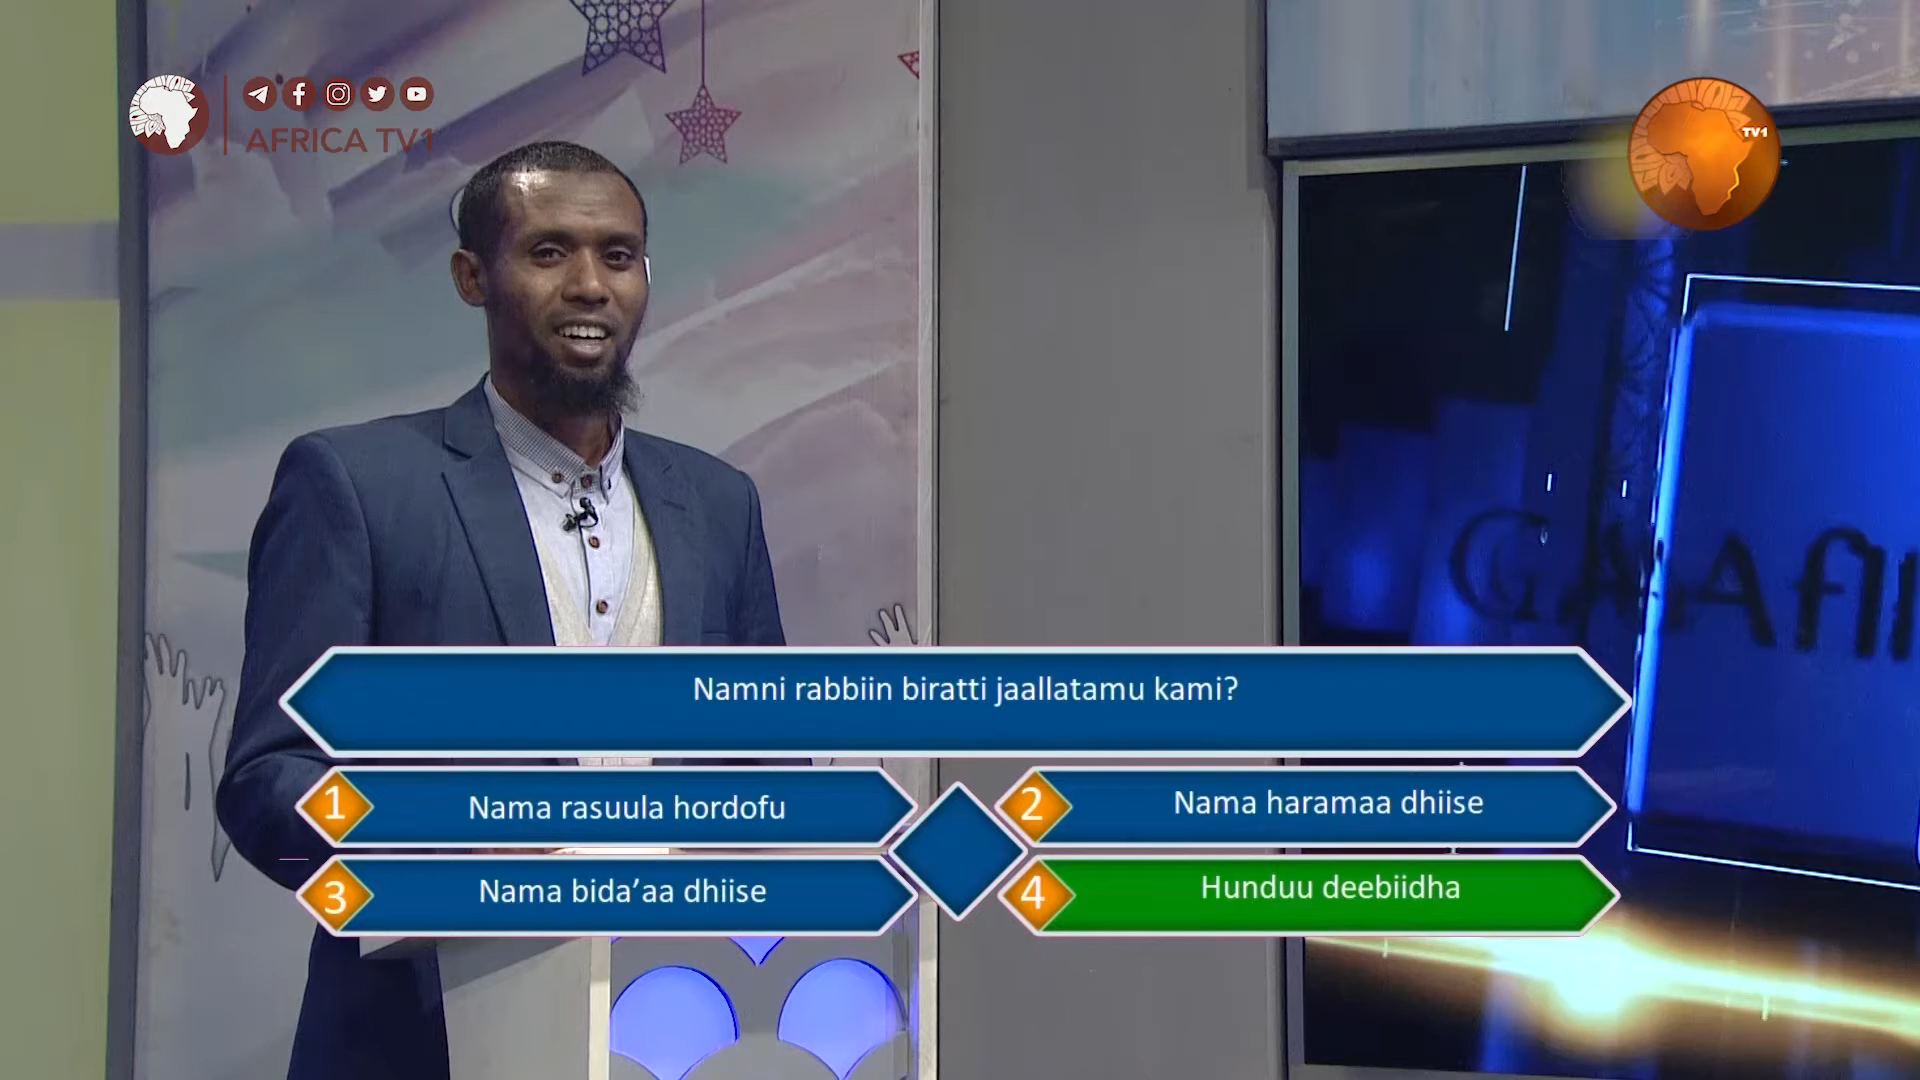 AFRICA TV1
TV1
Namni rabbiin biratti jaallatamu kami?
1 Nama rasuula hordofu
2 Nama haramaa dhiise
3 Nama bida’aa dhiise
4 Hunduu deebiidha